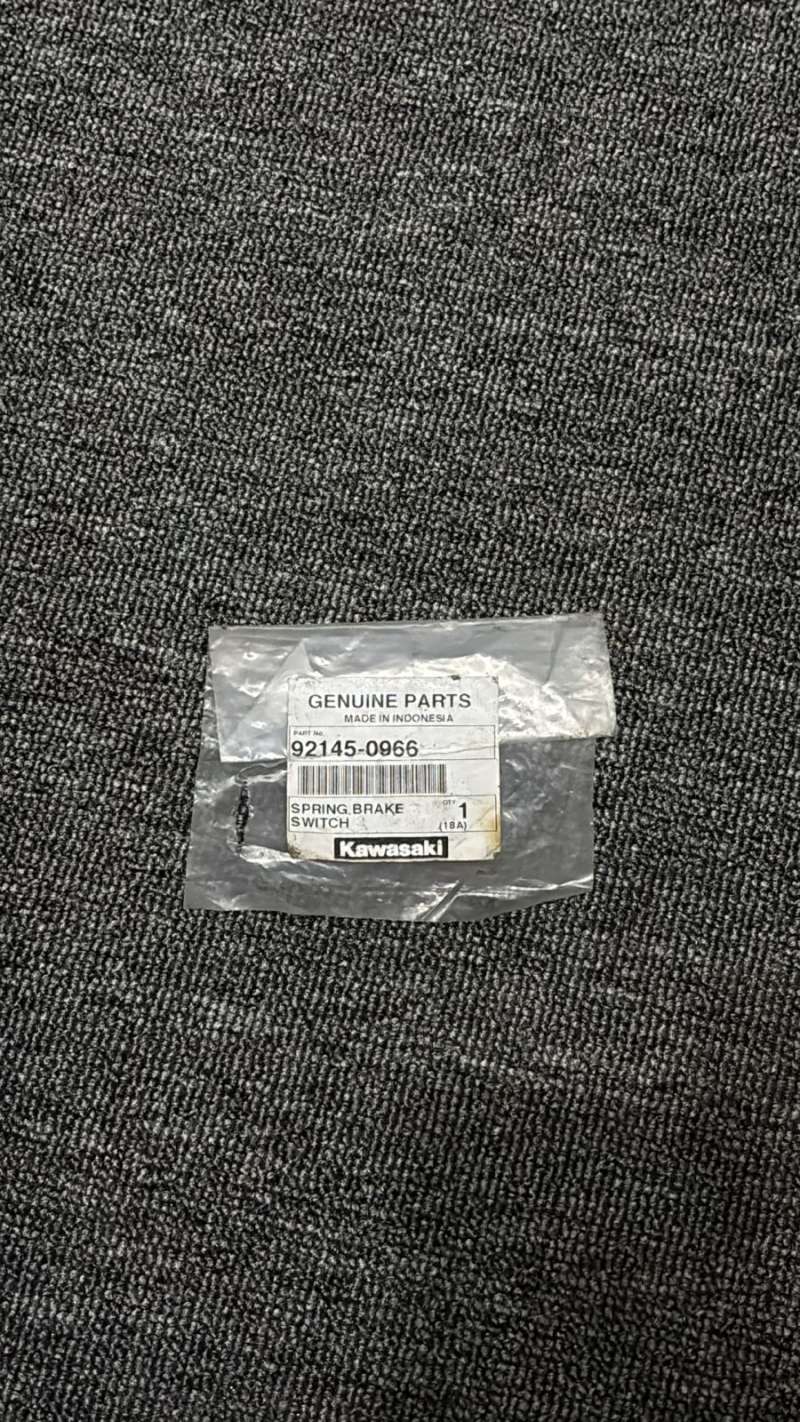 GENUINE PARTS
MADE IN INDONESIA
PART No.
92145-0966
SPRING,BRAKE
SWITCH
QTY 1
(18A)
Kawasaki